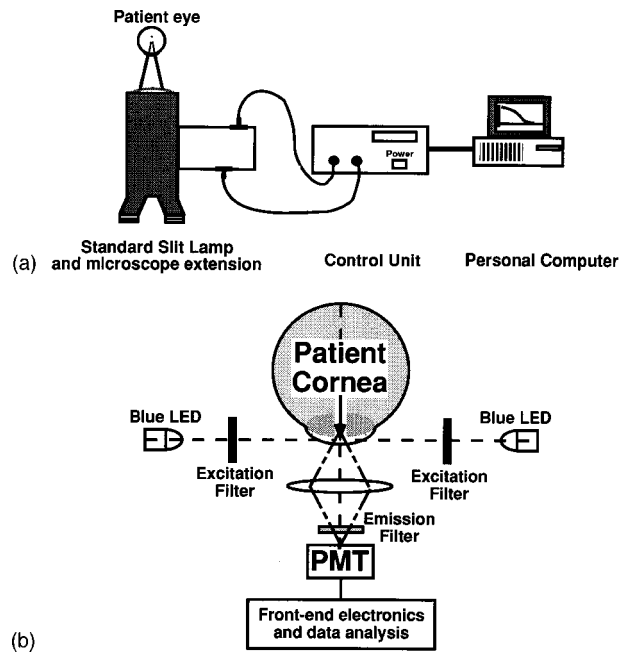 Patient eye
Power
Standard Slit Lamp
and microscope extension
Control Unit
Personal Computer
(a)
Patient
Cornea
Blue LED
Blue LED
Excitation
Filter
Excitation
Filter
Emission
Filter
PMT
Front-end electronics
and data analysis
(b)